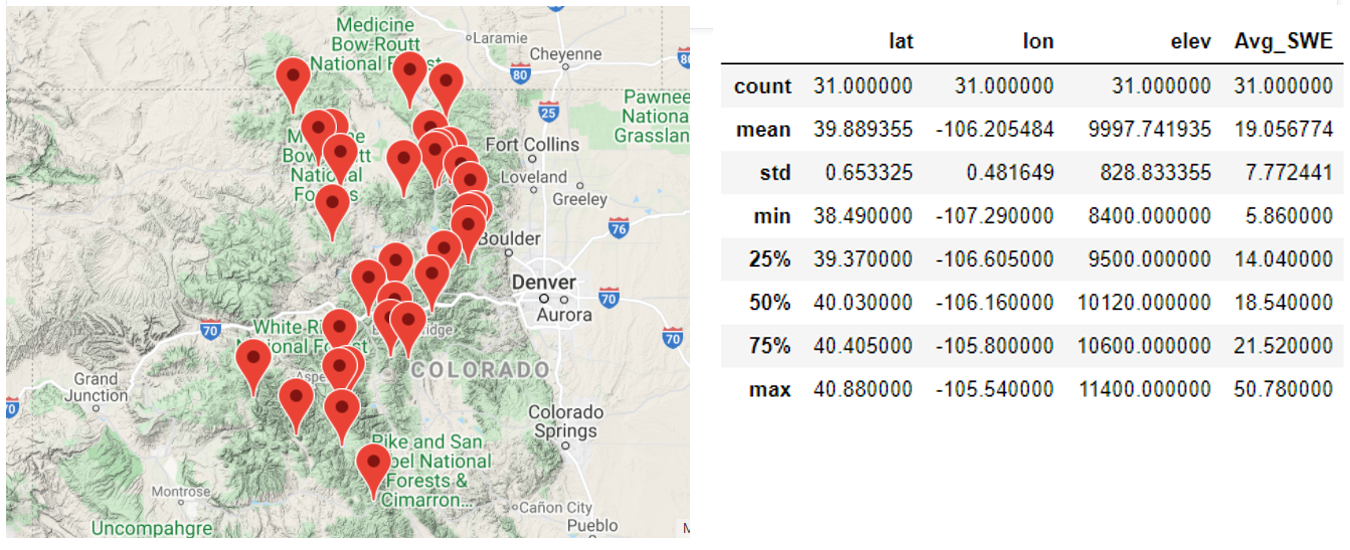 Medicine
Bow-Routt
National F
Laramie
Cheyenne
80
8
25
Pawnee
National
Grasslan
M ne
Bow- utt
National
Fo s
Fort Collins
Loveland
Greeley
76
Boulder
Denver
70
Aurora
70
70
White Ri
tional Forest
ridge
Aspe
COLORADO
Grand
Junction
70
Colorado
Springs
Pike and San
bel National
Forests &
Cimarron...
Montrose
Cañon City
Pueblo
Uncompahgre
M
lat lon elev Avg_SWE
count 31.000000 31.000000 31.000000 31.000000
mean 39.889355 -106.205484 9997.741935 19.056774
std 0.653325 0.481649 828.833355 7.772441
min 38.490000 -107.290000 8400.000000 5.860000
25% 39.370000 -106.605000 9500.000000 14.040000
50% 40.030000 -106.160000 10120.000000 18.540000
75% 40.405000 -105.800000 10600.000000 21.520000
max 40.880000 -105.540000 11400.000000 50.780000